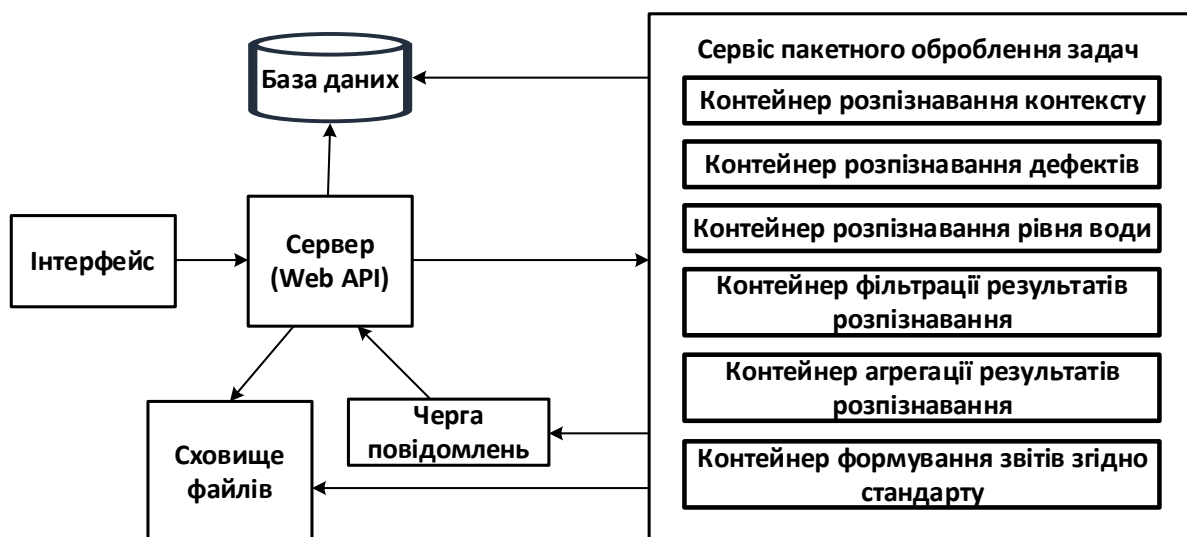 База даних
Інтерфейс
Сервер
(Web API)
Сховище
файлів
Черга
повідомлень
Сервіс пакетного оброблення задач
Контейнер розпізнавання контексту
Контейнер розпізнавання дефектів
Контейнер розпізнавання рівня води
Контейнер фільтрації результатів
розпізнавання
Контейнер агрегації результатів
розпізнавання
Контейнер формування звітів згідно
стандарту